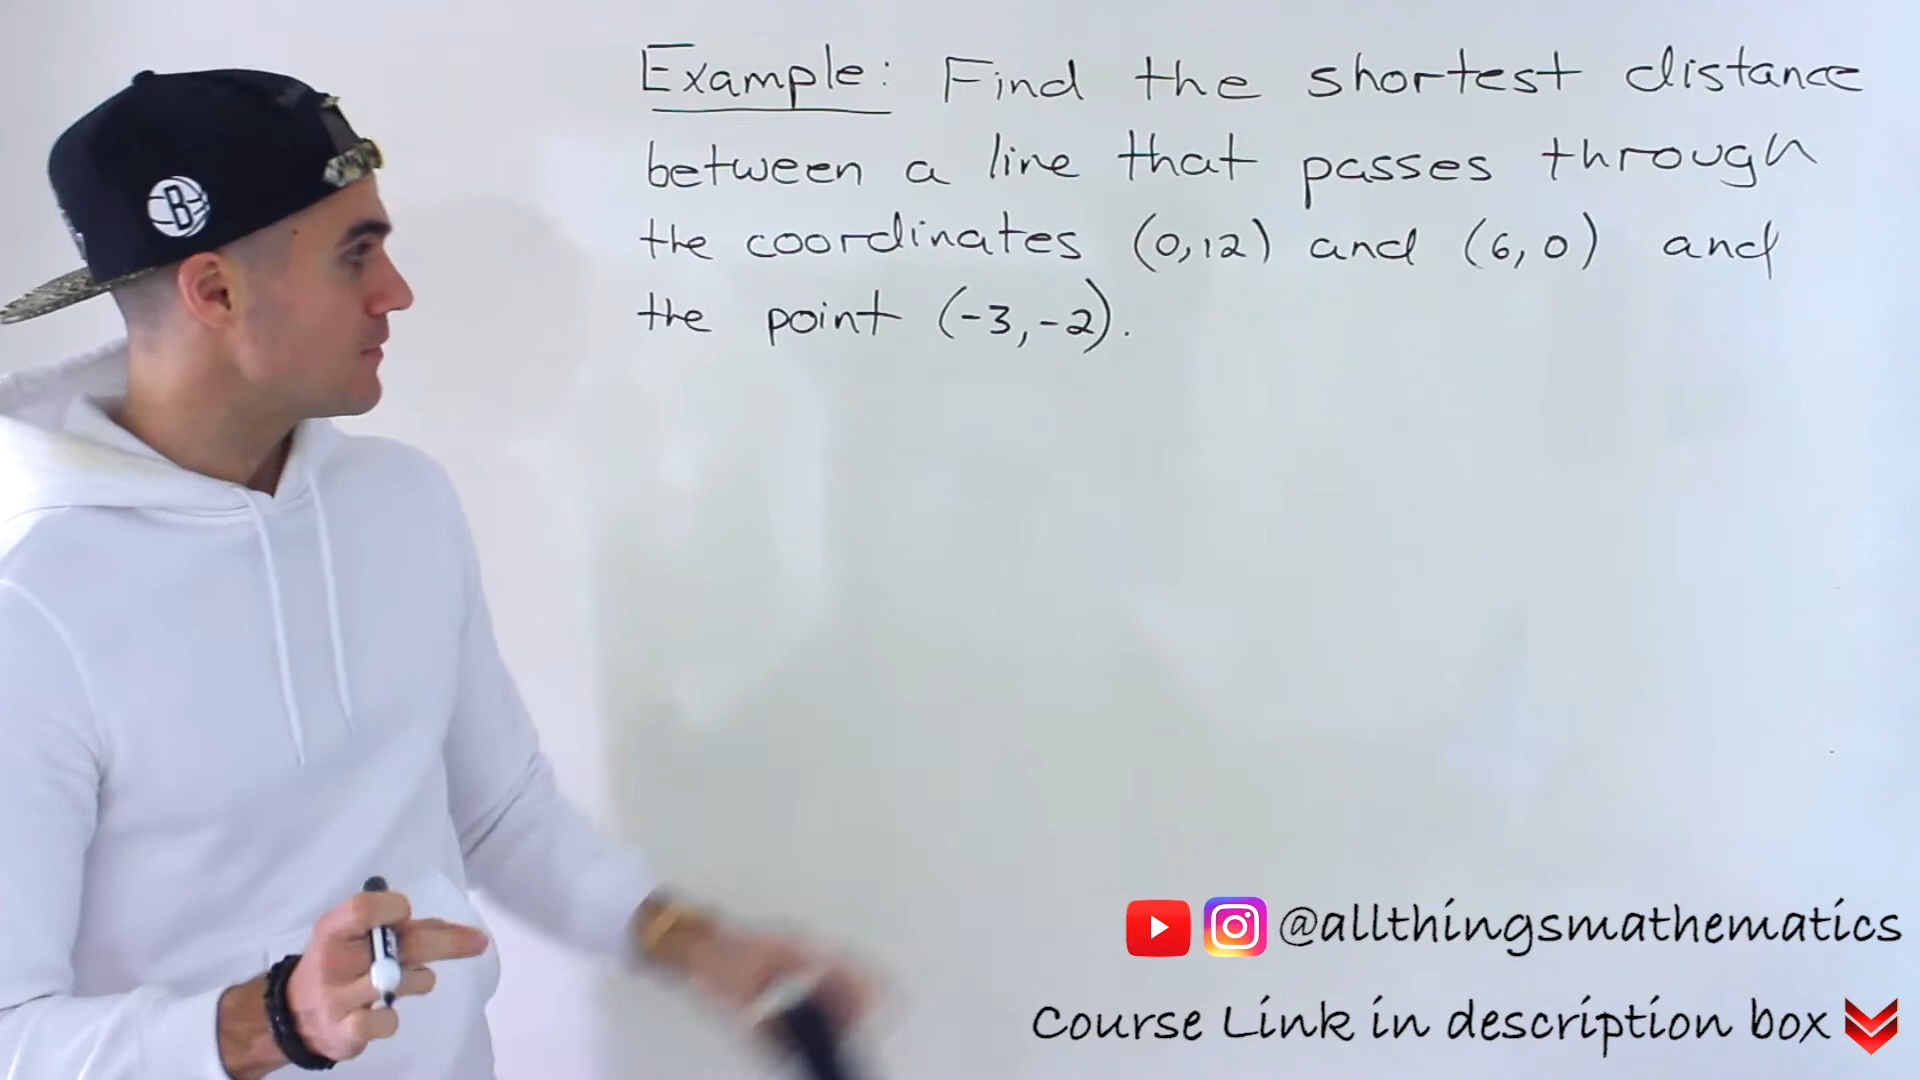 Example: Find the shortest distance
between a line that passes through
the coordinates (0,12) and (6,0) and
the point (-3,-2).
B
@allthingsmathematics
Course Link in description box